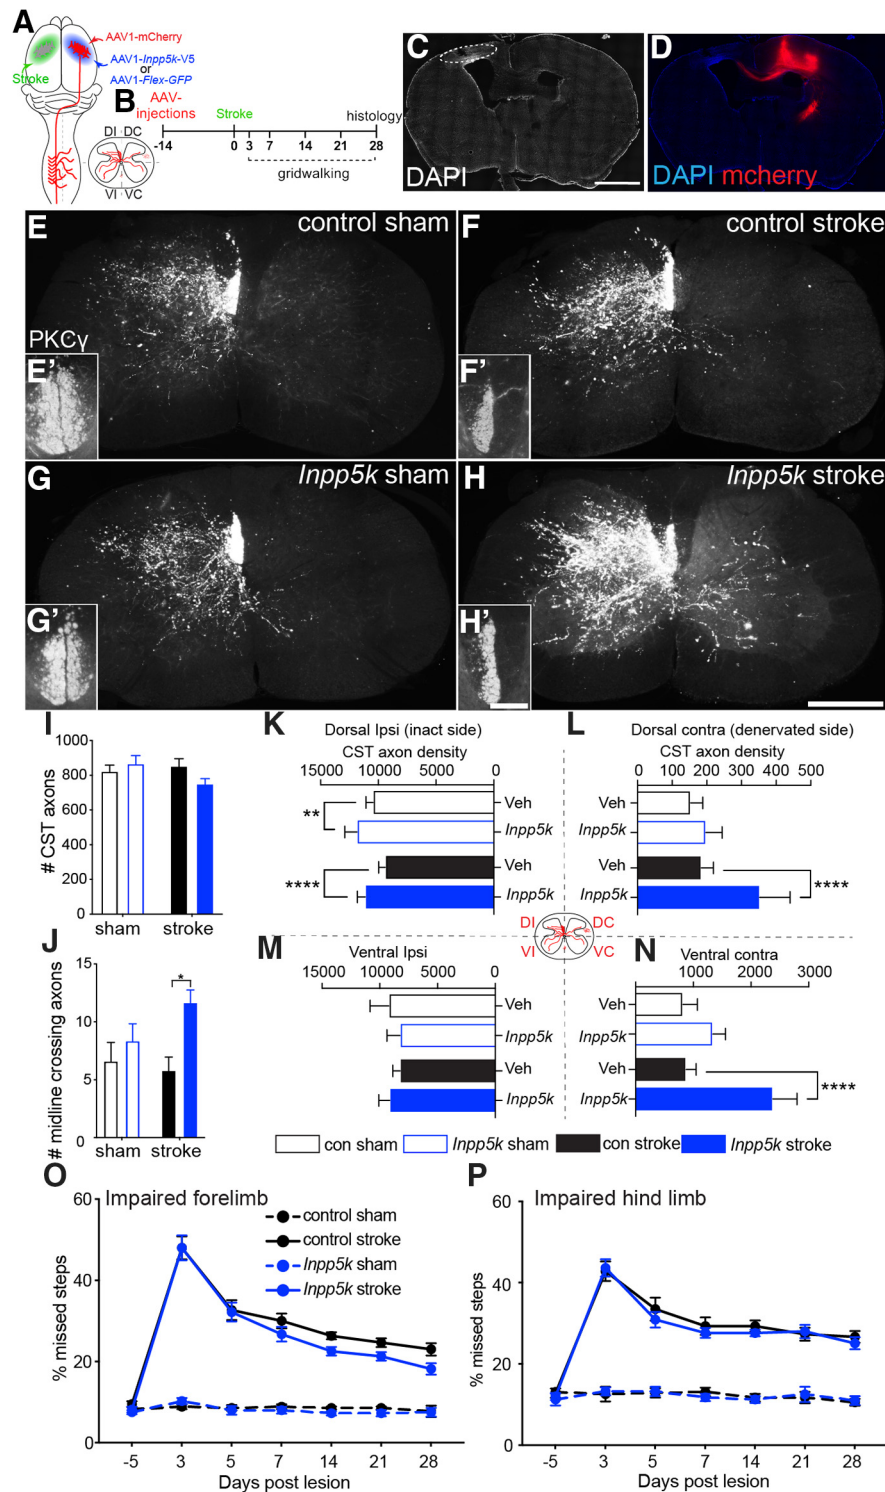 A
AAV1-mCherry
AAV1-Inpp5k-V5
or
AAV1-Flex-GFP
Stroke
B
AAV-
injections
Stroke
histology
-14
0
3
7
14
21
28
gridwalking
DI
DC
VI
VC
C
DAPI
D
DAPI mcherry
E
control sham
PKCγ
E'
F
control stroke
F'
G
Inpp5k sham
G'
H
Inpp5k stroke
H'
I
1000
800
600
400
200
0
# CST axons
sham
stroke
J
15
10
5
0
# midline crossing axons
*
sham
stroke
K
Dorsal Ipsi (inact side)
CST axon density
15000
10000
5000
0
**
****
Veh
Inpp5k
Veh
Inpp5k
L
Dorsal contra (denervated side)
CST axon density
0
100
200
300
400
500
Veh
Inpp5k
Veh
Inpp5k
****
DI
DC
VI
VC
M
Ventral Ipsi
15000
10000
5000
0
Veh
Inpp5k
Veh
Inpp5k
N
Ventral contra
0
1000
2000
3000
Veh
Inpp5k
Veh
Inpp5k
****
con sham
Inpp5k sham
con stroke
Inpp5k stroke
O
Impaired forelimb
60
40
20
0
% missed steps
control sham
control stroke
Inpp5k sham
Inpp5k stroke
-5
3
5
7
14
21
28
Days post lesion
P
Impaired hind limb
60
40
20
0
% missed steps
-5
3
5
7
14
21
28
Days post lesion